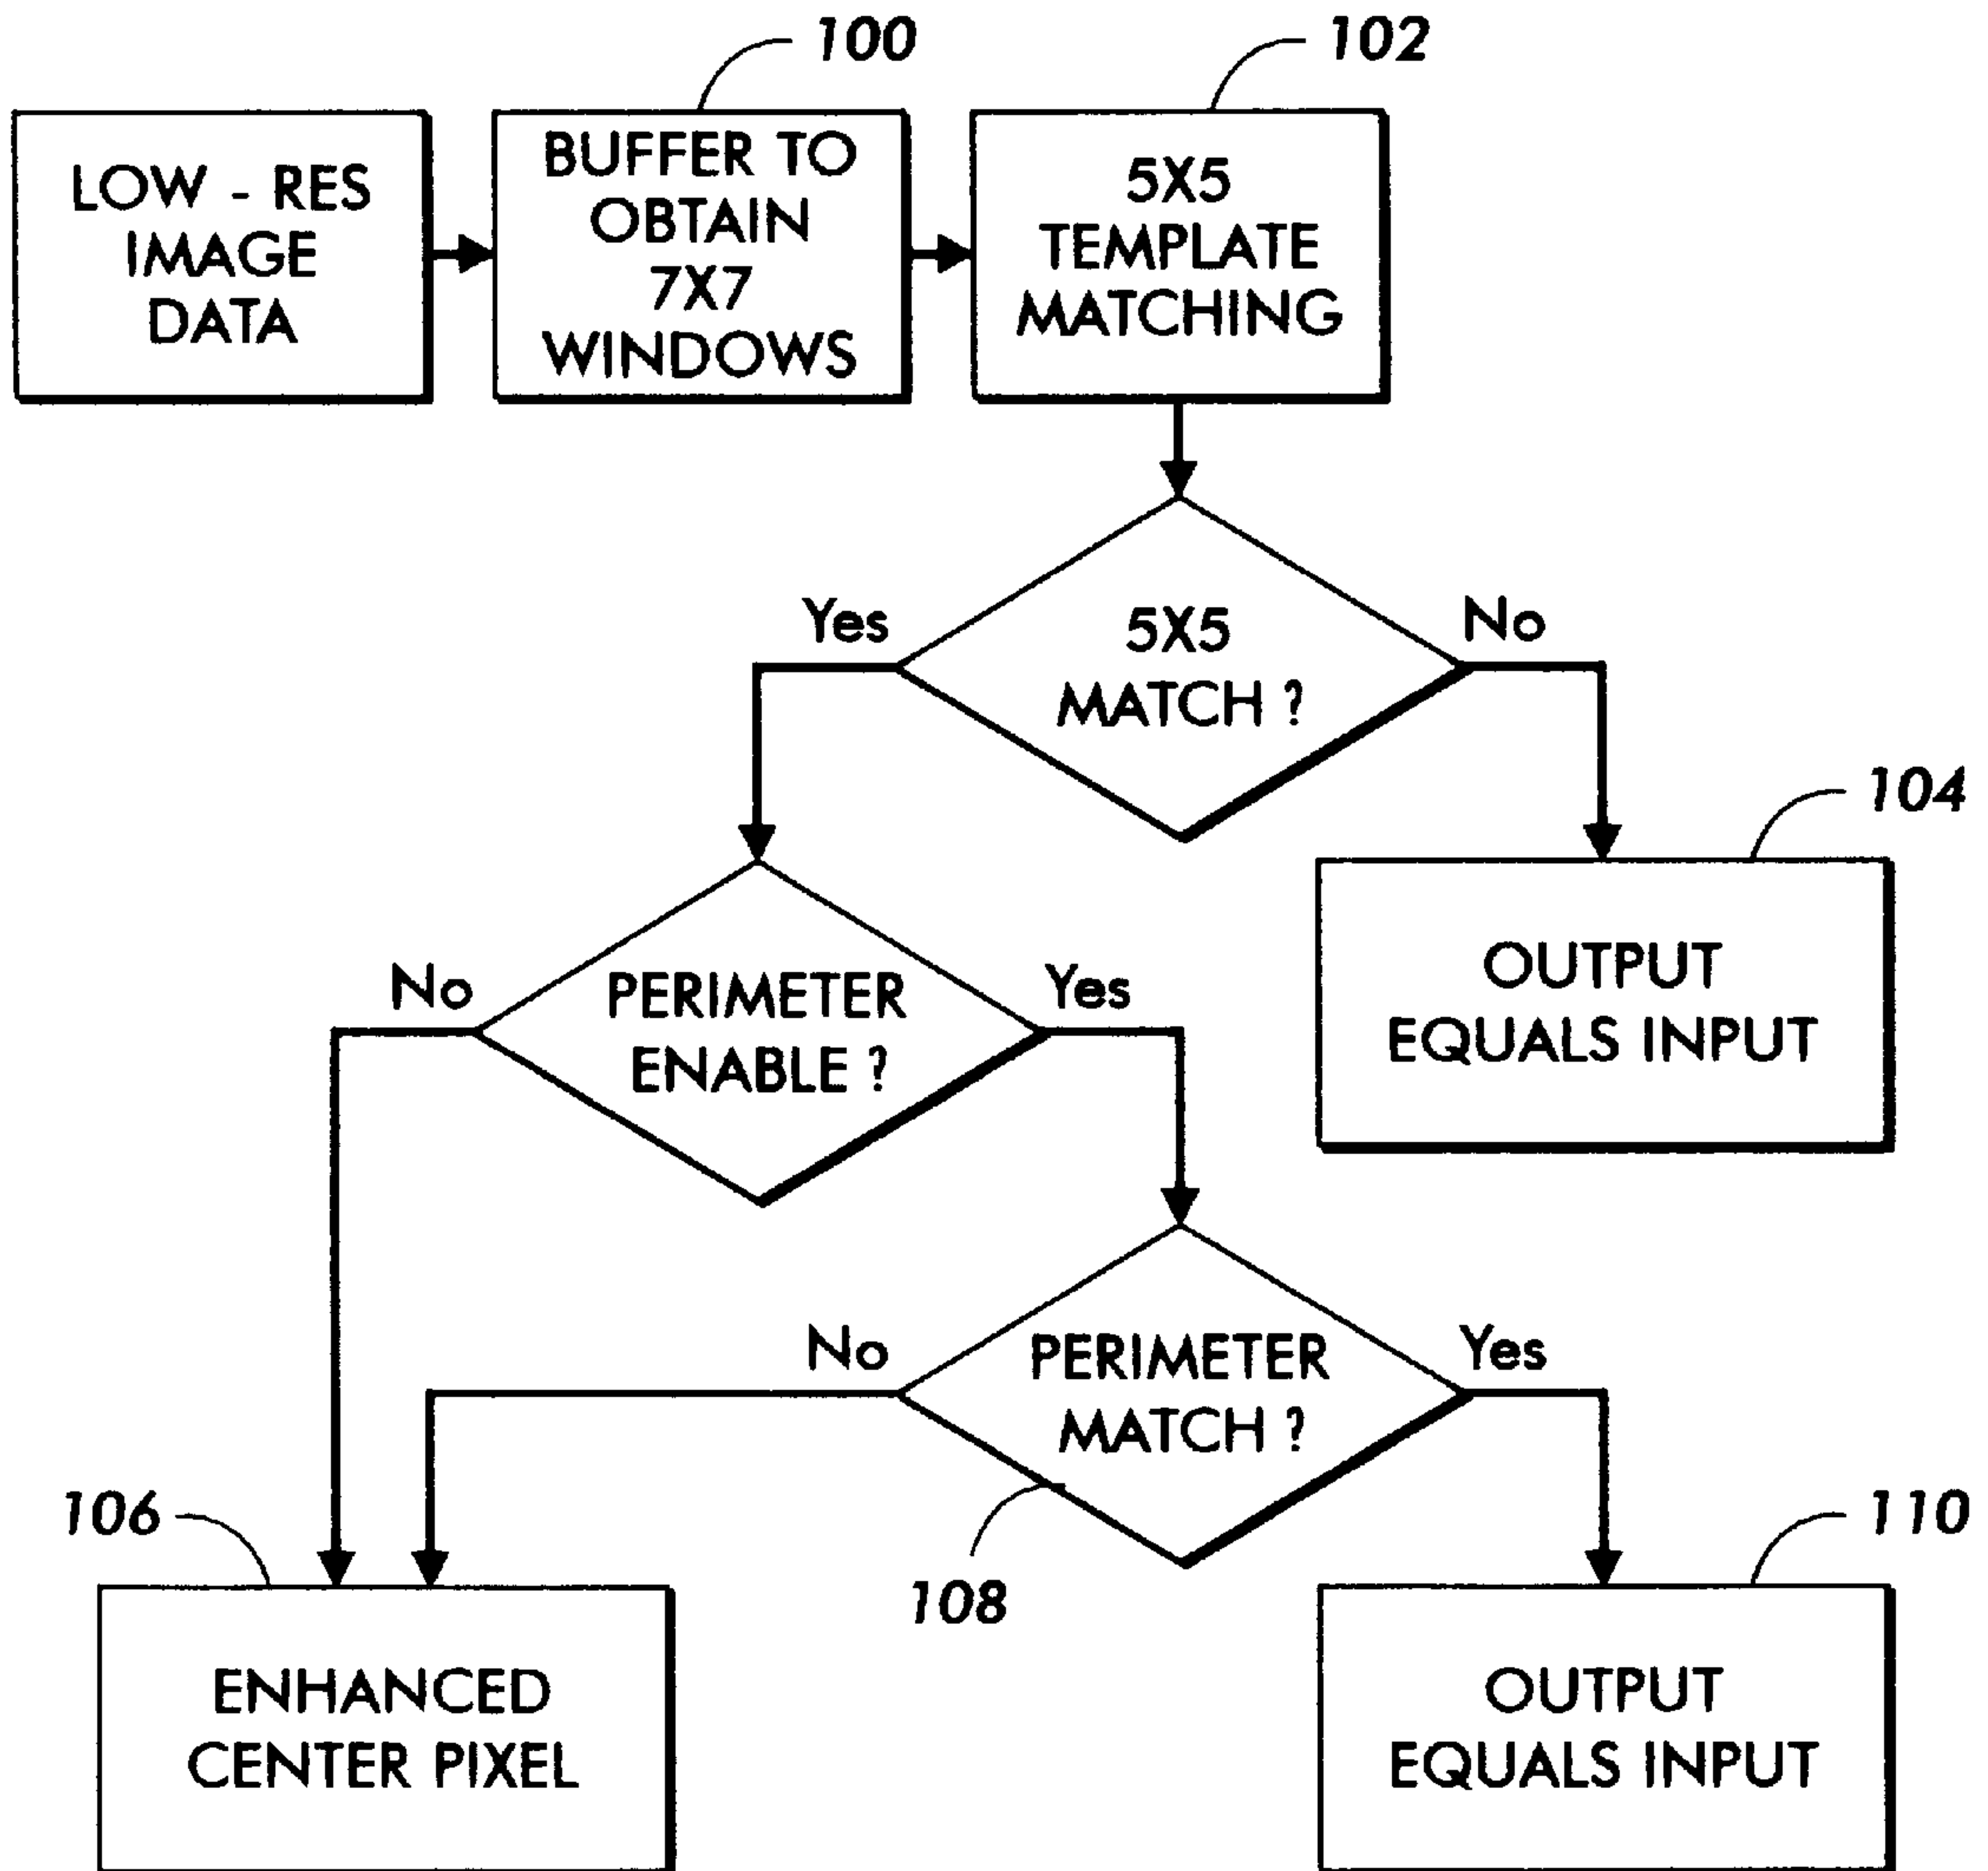 100
102
LOW - RES
IMAGE
DATA
BUFFER TO
OBTAIN
7X7
WINDOWS
5X5
TEMPLATE
MATCHING
Yes
5X5
MATCH ?
No
104
No
PERIMETER
ENABLE ?
Yes
OUTPUT
EQUALS INPUT
No
PERIMETER
MATCH ?
Yes
106
108
110
ENHANCED
CENTER PIXEL
OUTPUT
EQUALS INPUT